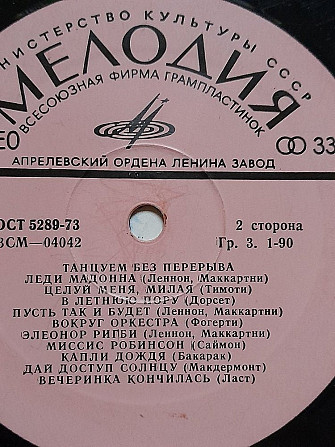 МИНИСТЕРСТВО КУЛЬТУРЫ СССР
МЕЛОДИЯ
ВСЕСОЮЗНАЯ ФИРМА ГРАМПЛАСТИНОК
ЕО 33
АПРЕЛЕВСКИЙ ОРДЕНА ЛЕНИНА ЗАВОД
ОСТ 5289-73 2 сторона
3СМ—04042 Гр. 3. 1-90
ТАНЦУЕМ БЕЗ ПЕРЕРЫВА
ЛЕДИ МАДОННА (Леннон, Маккартни)
ЦЕЛУЙ МЕНЯ, МИЛАЯ (Тимоти)
В ЛЕТНЮЮ ПОРУ (Дорсет)
ПУСТЬ ТАК И БУДЕТ (Леннон, Маккартни)
ВОКРУГ ОРКЕСТРА (Фогерти)
ЭЛЕОНОР РИГБИ (Леннон, Маккартни)
МИССИС РОБИНСОН (Саймон)
КАПЛИ ДОЖДЯ (Бакарак)
ДАЙ ДОСТУП СОЛНЦУ (Макдермонт)
ВЕЧЕРИНКА КОНЧИЛАСЬ (Ласт)